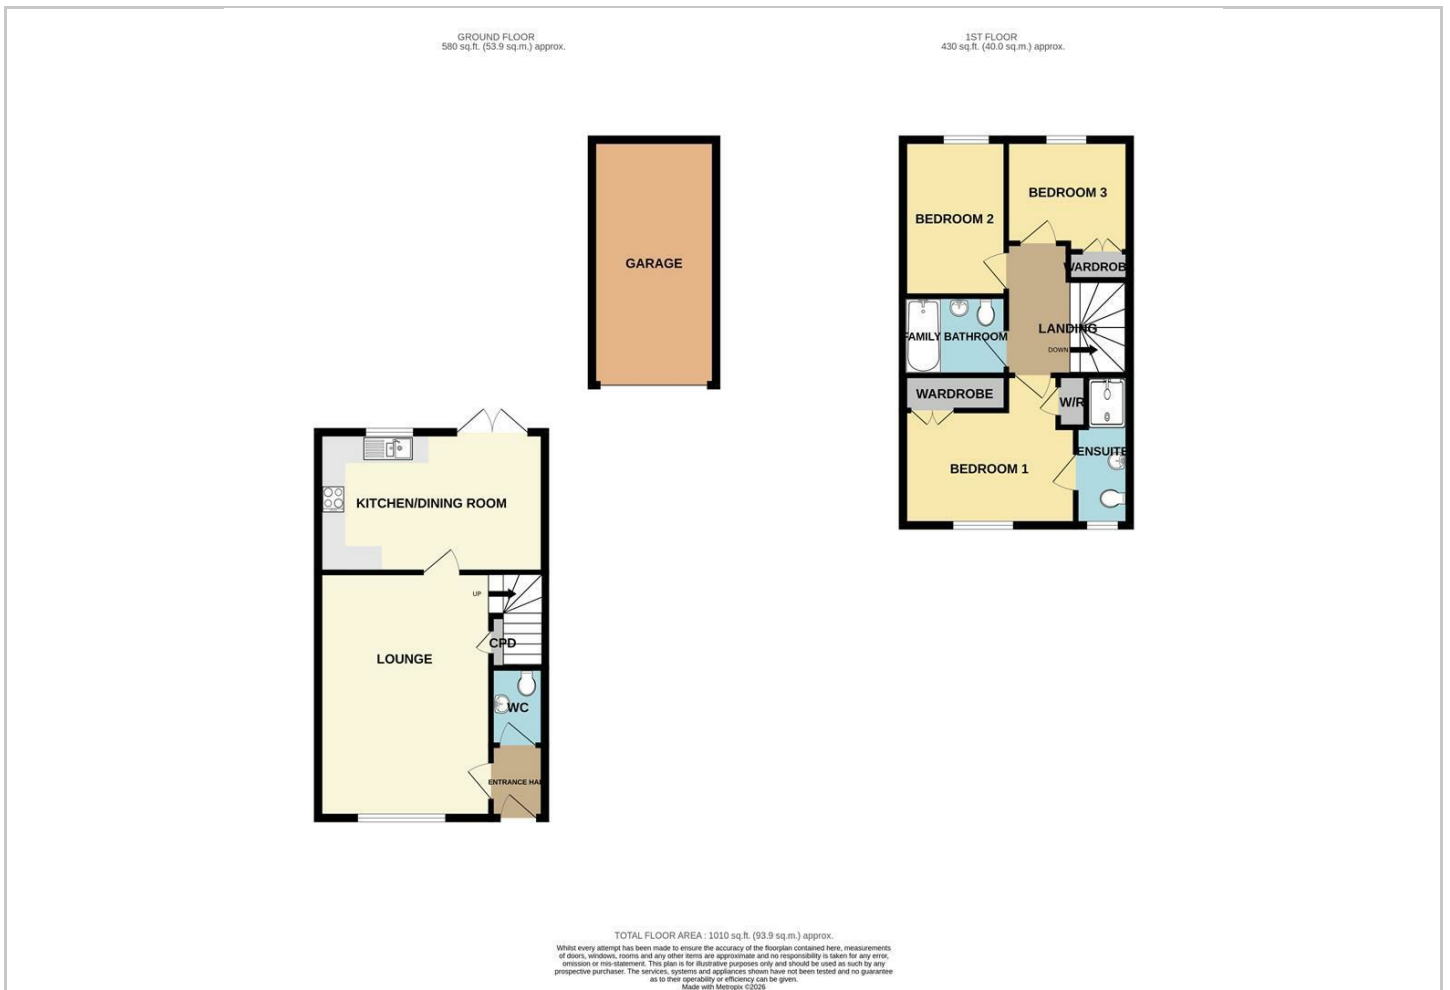 GROUND FLOOR
580 sq.ft. (53.9 sq.m.) approx.
1ST FLOOR
430 sq.ft. (40.0 sq.m.) approx.
GARAGE
KITCHEN/DINING ROOM
UP
LOUNGE
CPD
WC
ENTRANCE HAL
BEDROOM 2
BEDROOM 3
WARDROB
FAMILY BATHROOM
LANDING
DOWN
WARDROBE
W/R
ENSUITE
BEDROOM 1
TOTAL FLOOR AREA : 1010 sq.ft. (93.9 sq.m.) approx.
Whilst every attempt has been made to ensure the accuracy of the floorplan contained here, measurements
of doors, windows, rooms and any other items are approximate and no responsibility is taken for any error,
omission or mis-statement. This plan is for illustrative purposes only and should be used as such by any
prospective purchaser. The services, systems and appliances shown have not been tested and no guarantee
as to their operability or efficiency can be given.
Made with Metropix ©2026